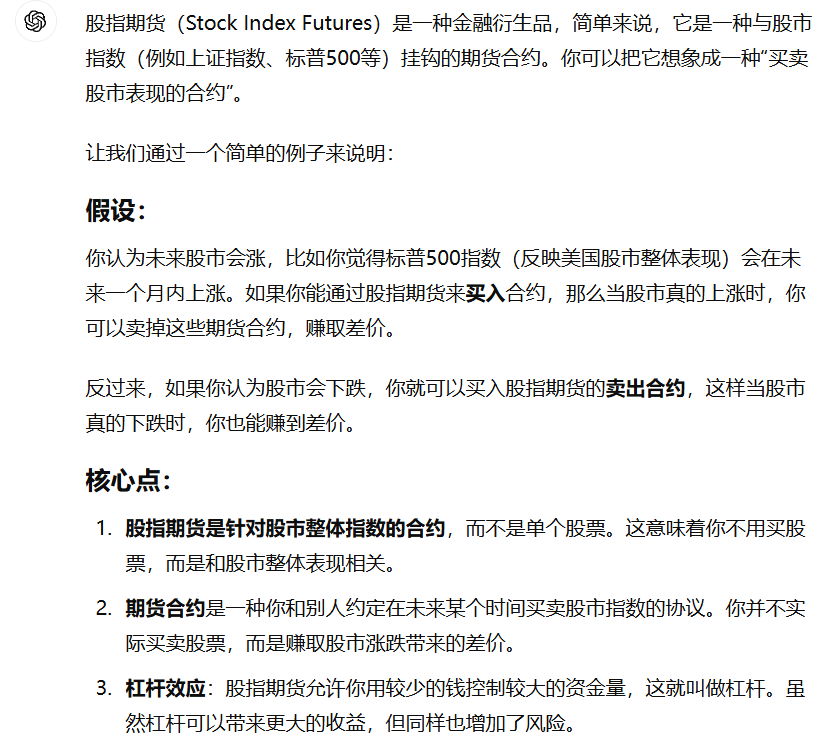 股指期货（Stock Index Futures）是一种金融衍生品，简单来说，它是一种与股市
指数（例如上证指数、标普500等）挂钩的期货合约。你可以把它想象成一种“买卖
股市表现的合约”。
让我们通过一个简单的例子来说明：
假设：
你认为未来股市会涨，比如你觉得标普500指数（反映美国股市整体表现）会在未
来一个月内上涨。如果你能通过股指期货来买入合约，那么当股市真的上涨时，你
可以卖掉这些期货合约，赚取差价。
反过来，如果你认为股市会下跌，你就可以买入股指期货的卖出合约，这样当股市
真的下跌时，你也能赚到差价。
核心点：
1. 股指期货是针对股市整体指数的合约，而不是单个股票。这意味着你不用买股
票，而是和股市整体表现相关。
2. 期货合约是一种你和别人约定在未来某个时间买卖股市指数的协议。你并不实
际买卖股票，而是赚取股市涨跌带来的差价。
3. 杠杆效应：股指期货允许你用较少的钱控制较大的资金量，这就叫做杠杆。虽
然杠杆可以带来更大的收益，但同样也增加了风险。